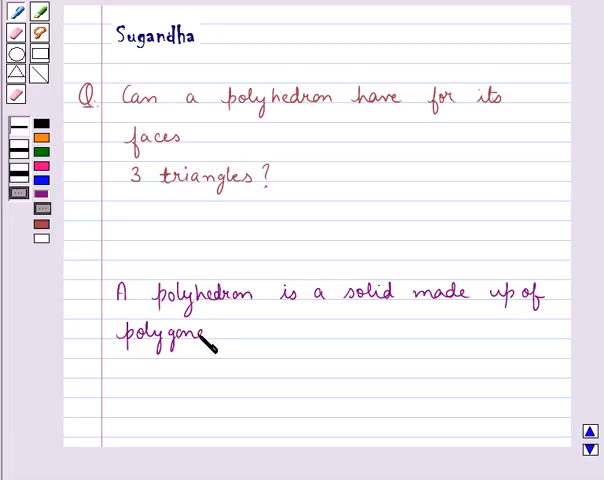 Sugandha
Q. Can a polyhedron have for its
faces
3 triangles?
A polyhedron is a solid made up of
polygons